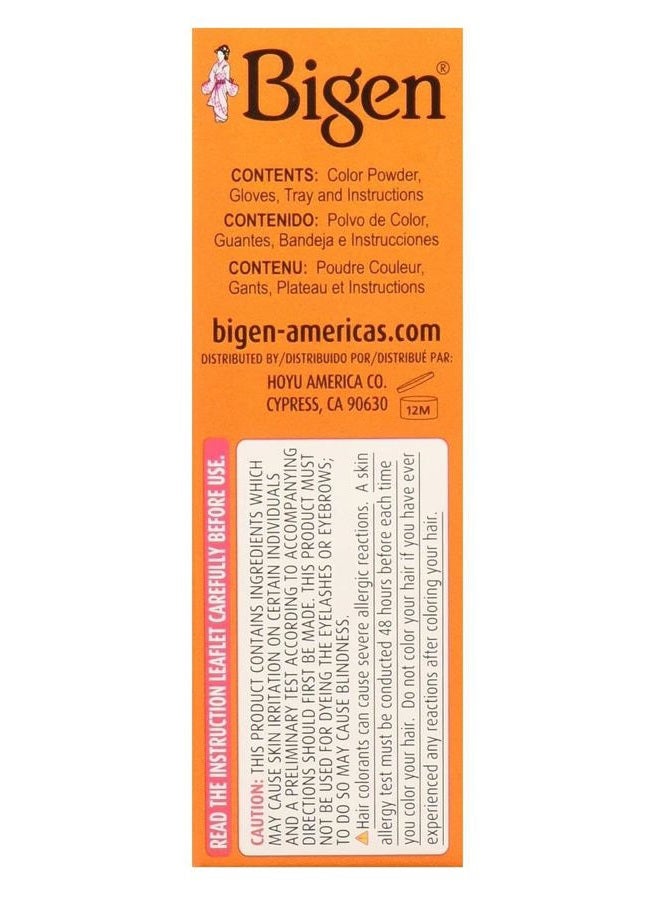 Bigen®
CONTENTS: Color Powder,
Gloves, Tray and Instructions
CONTENIDO: Polvo de Color,
Guantes, Bandeja e Instrucciones
CONTENU: Poudre Couleur,
Gants, Plateau et Instructions
bigen-americas.com
DISTRIBUTED BY/DISTRIBUIDO POR/DISTRIBUÉ PAR:
HOYU AMERICA CO.
CYPRESS, CA 90630
12M
READ THE INSTRUCTION LEAFLET CAREFULLY BEFORE USE.
CAUTION: THIS PRODUCT CONTAINS INGREDIENTS WHICH
MAY CAUSE SKIN IRRITATION ON CERTAIN INDIVIDUALS
AND A PRELIMINARY TEST ACCORDING TO ACCOMPANYING
DIRECTIONS SHOULD FIRST BE MADE. THIS PRODUCT MUST
NOT BE USED FOR DYEING THE EYELASHES OR EYEBROWS;
TO DO SO MAY CAUSE BLINDNESS.
Hair colorants can cause severe allergic reactions. A skin
allergy test must be conducted 48 hours before each time
you color your hair. Do not color your hair if you have ever
experienced any reactions after coloring your hair.